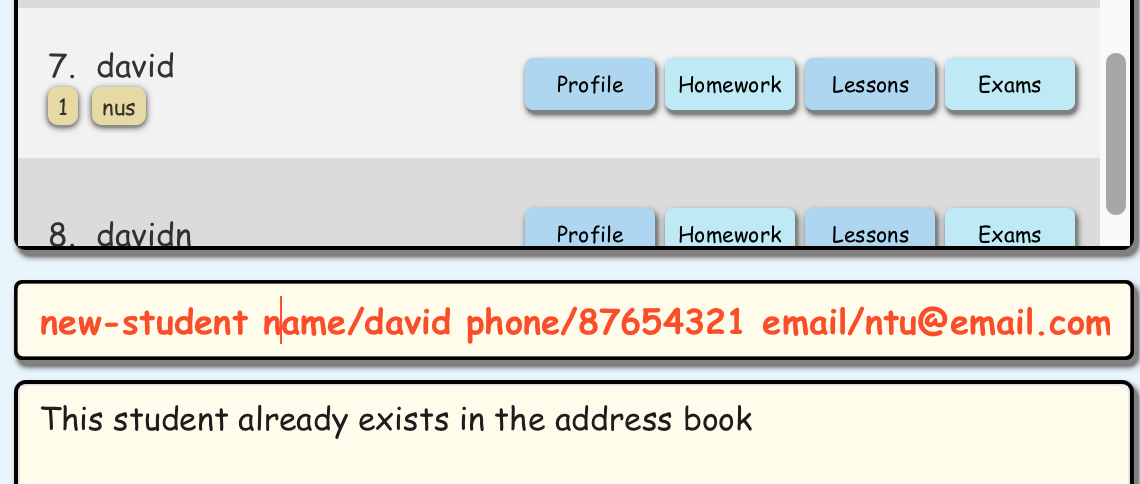 7. david
1 nus
Profile Homework Lessons Exams
8. davidn
Profile Homework Lessons Exams
new-student name/david phone/87654321 email/ntu@email.com
This student already exists in the address book